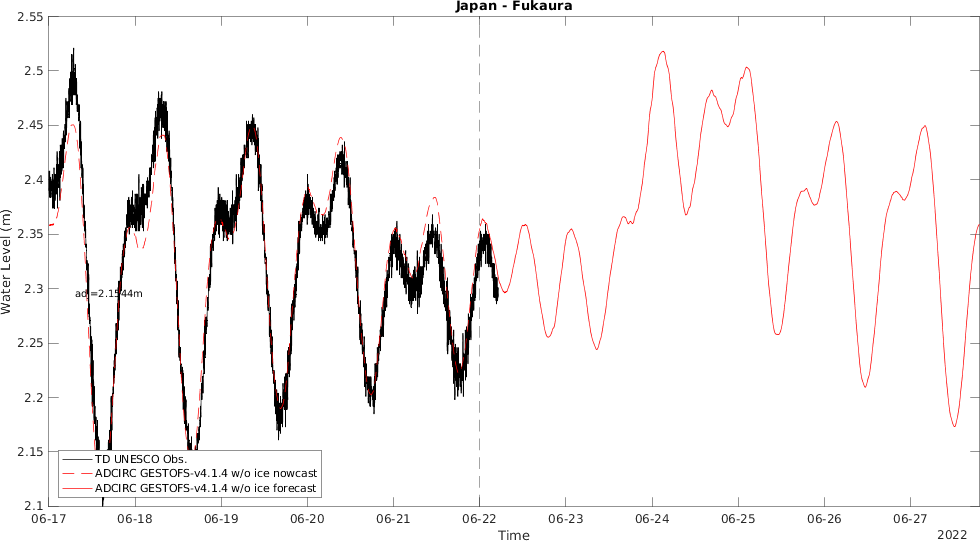 Japan - Fukaura
2.55
2.5
2.45
2.4
2.35
2.3
2.25
2.2
2.15
2.1
Water Level (m)
=2.1544m
TD UNESCO Obs.
ADCIRC GESTOFS-v4.1.4 w/o ice nowcast
ADCIRC GESTOFS-v4.1.4 w/o ice forecast
06-17 06-18 06-19 06-20 06-21 06-22 06-23 06-24 06-25 06-26 06-27
Time
2022